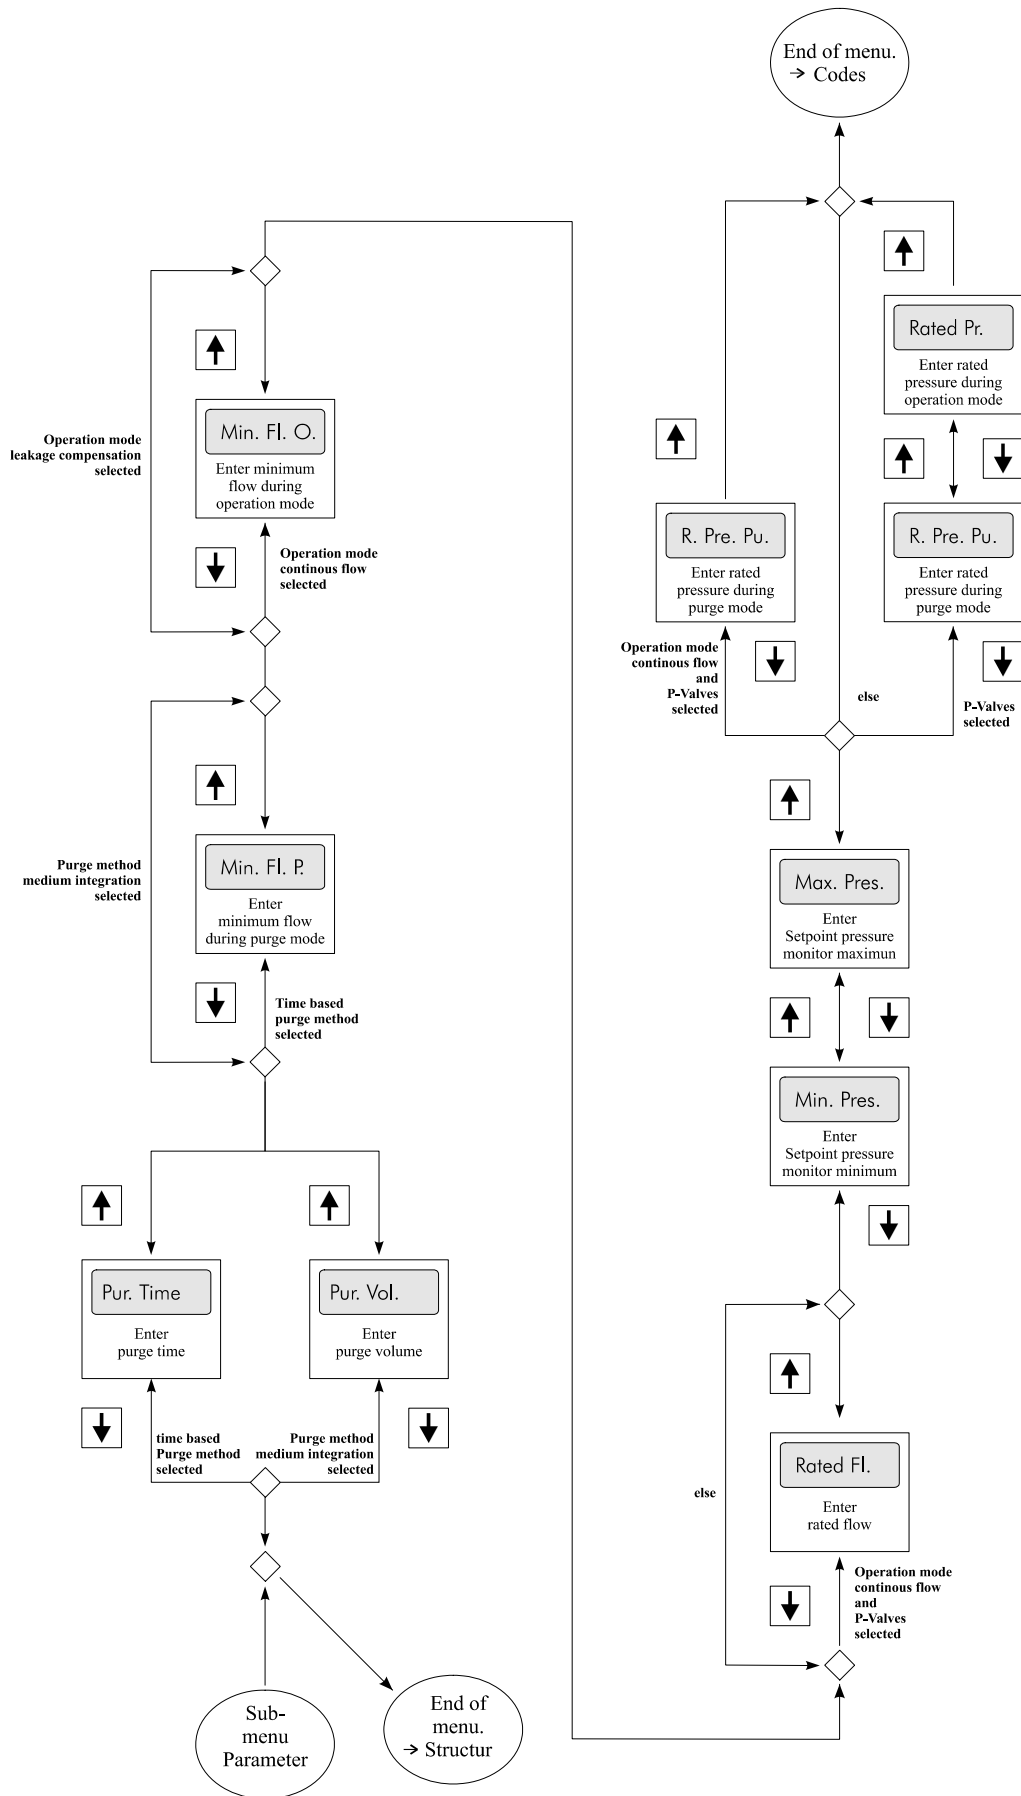 End of menu.
→ Codes
Operation mode
leakage compensation
selected
Min. Fl. O.
Enter minimum
flow during
operation mode
Operation mode
continous flow
selected
Purge method
medium integration
selected
Min. Fl. P.
Enter
minimum flow
during purge mode
Time based
purge method
selected
Pur. Time
Enter
purge time
Pur. Vol.
Enter
purge volume
time based
Purge method
selected
Purge method
medium integration
selected
Sub-
menu
Parameter
End of
menu.
→ Structur
Rated Pr.
Enter rated
pressure during
operation mode
R. Pre. Pu.
Enter rated
pressure during
purge mode
R. Pre. Pu.
Enter rated
pressure during
purge mode
Operation mode
continous flow
and
P-Valves
selected
else
P-Valves
selected
Max. Pres.
Enter
Setpoint pressure
monitor maximun
Min. Pres.
Enter
Setpoint pressure
monitor minimum
else
Rated Fl.
Enter
rated flow
Operation mode
continous flow
and
P-Valves
selected